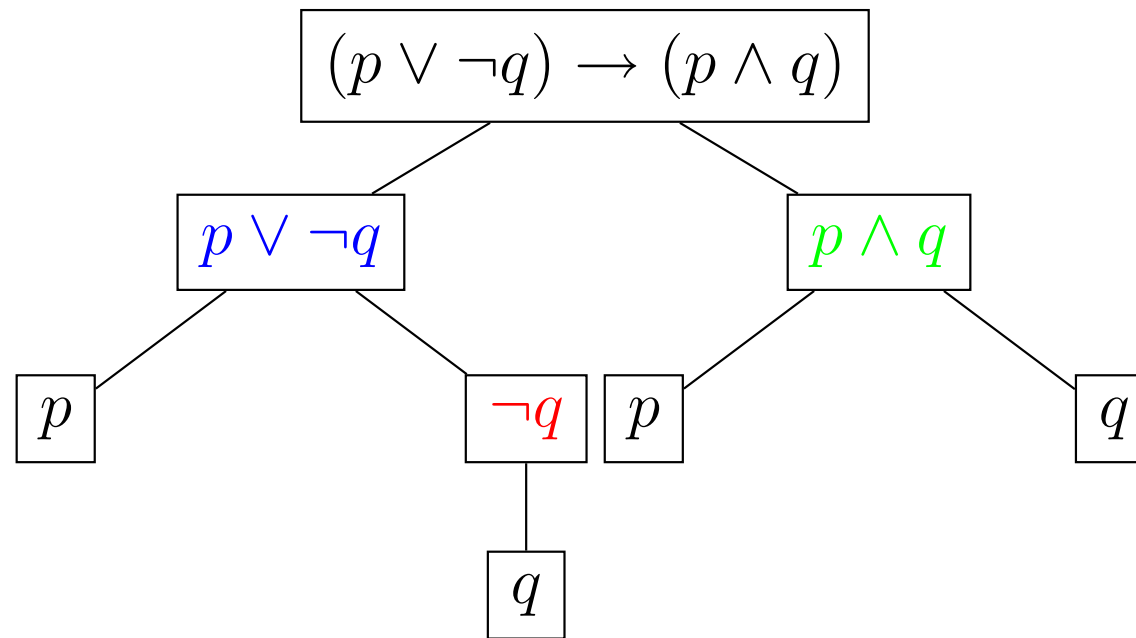 (p ∨ ¬q) → (p ∧ q)
p ∨ ¬q
p ∧ q
p
¬q
p
q
q